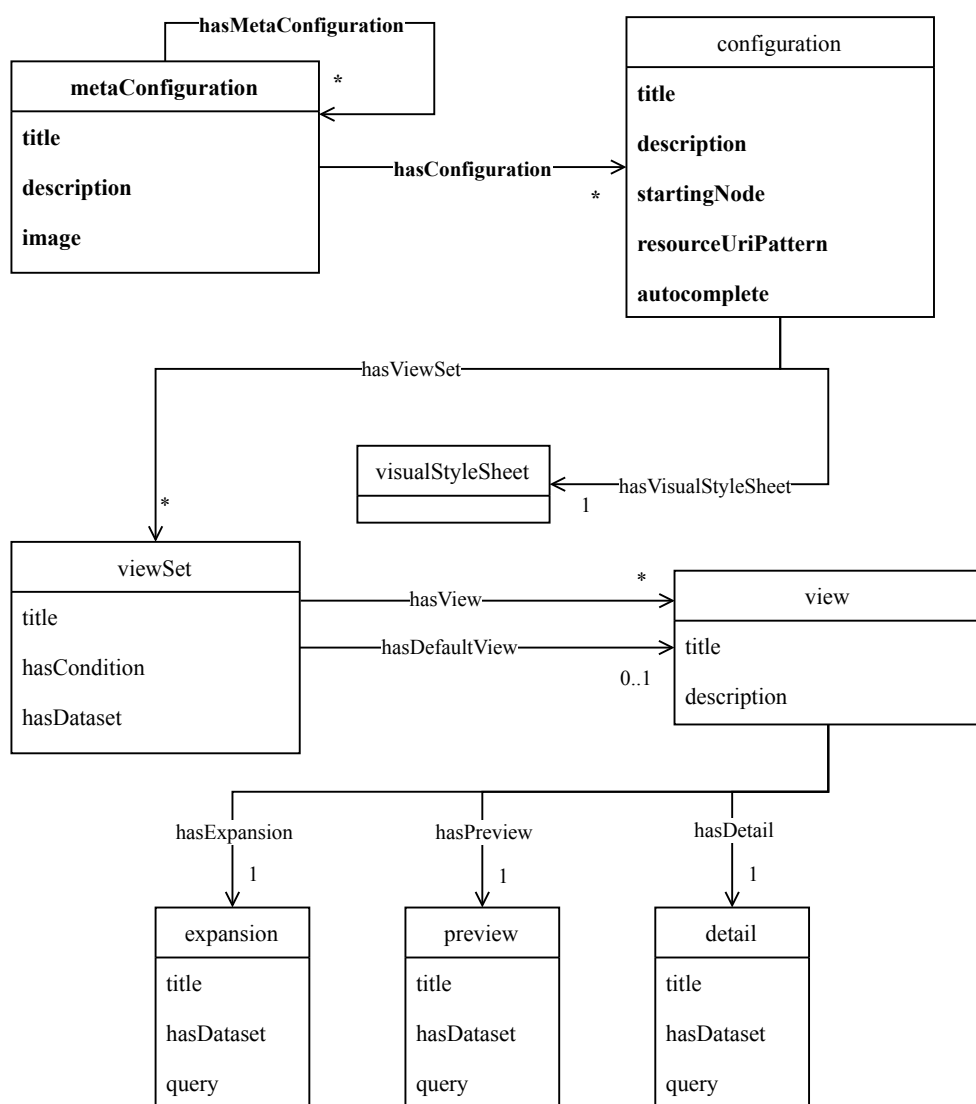 hasMetaConfiguration
configuration
*
metaConfiguration
title
title
description
hasConfiguration
description
*
startingNode
image
resourceUriPattern
autocomplete
hasViewSet
visualStyleSheet
hasVisualStyleSheet
1
*
viewSet
*
view
hasView
title
hasDefaultView
title
hasCondition
0..1
description
hasDataset
hasExpansion
hasPreview
hasDetail
1
1
1
expansion
preview
detail
title
title
title
hasDataset
hasDataset
hasDataset
query
query
query